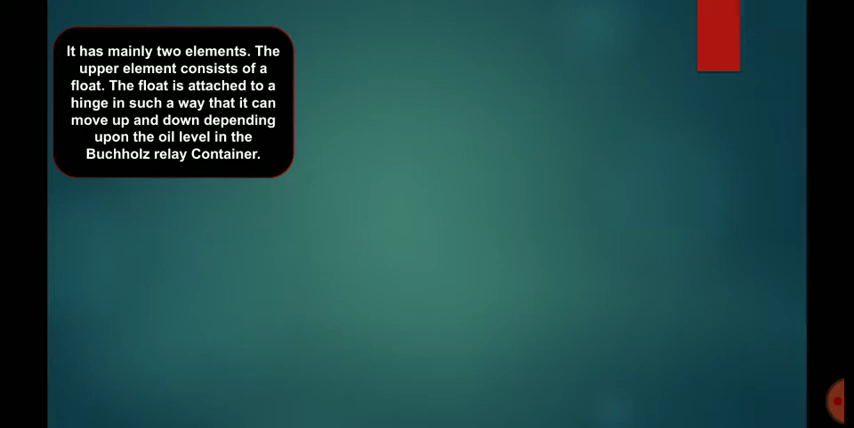 It has mainly two elements. The
upper element consists of a
float. The float is attached to a
hinge in such a way that it can
move up and down depending
upon the oil level in the
Buchholz relay Container.